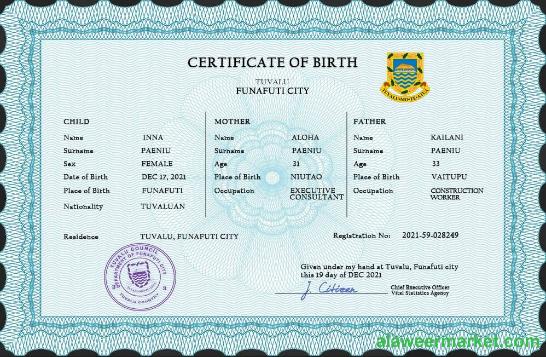 CERTIFICATE OF BIRTH
TUVALU
FUNAFUTI CITY
TUVALU MO TE ATUA
CHILD
Name INNA
Surname PAENIU
Sex FEMALE
Date of Birth DEC 17, 2021
Place of Birth FUNAFUTI
Nationality TUVALUAN
MOTHER
Name ALOHA
Surname PAENIU
Age 31
Place of Birth NIUTAO
Occupation EXECUTIVE
CONSULTANT
FATHER
Name KAILANI
Surname PAENIU
Age 33
Place of Birth VAITUPU
Occupation CONSTRUCTION
WORKER
Residence TUVALU, FUNAFUTI CITY
Registration No: 2021-59-028249
TUVALU COUNCIL
DEPARTMENT OF FUNAFUTI CITY
Given under my hand at Tuvalu, Funafuti city
this 19 day of DEC 2021
J. Citizen
Chief Executive Officer
Vital Statistics Agency
alaweermarket.com